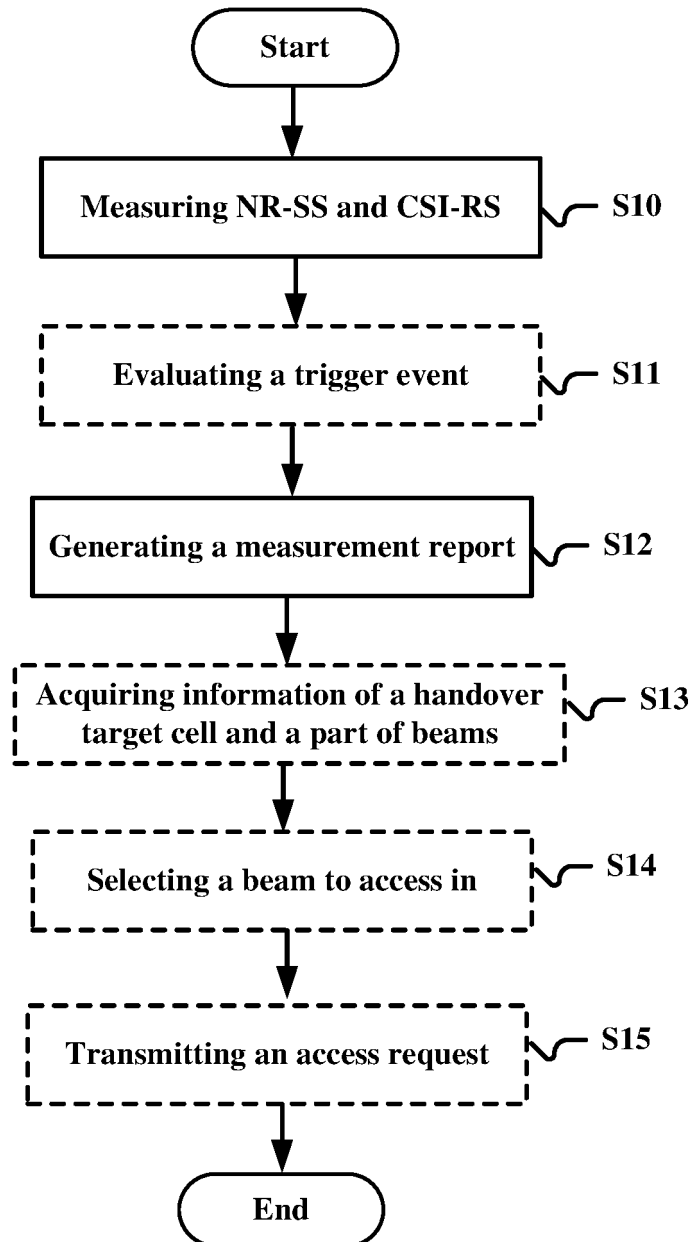 Start
Measuring NR-SS and CSI-RS
S10
Evaluating a trigger event
S11
Generating a measurement report
S12
Acquiring information of a handover
target cell and a part of beams
S13
Selecting a beam to access in
S14
Transmitting an access request
S15
End